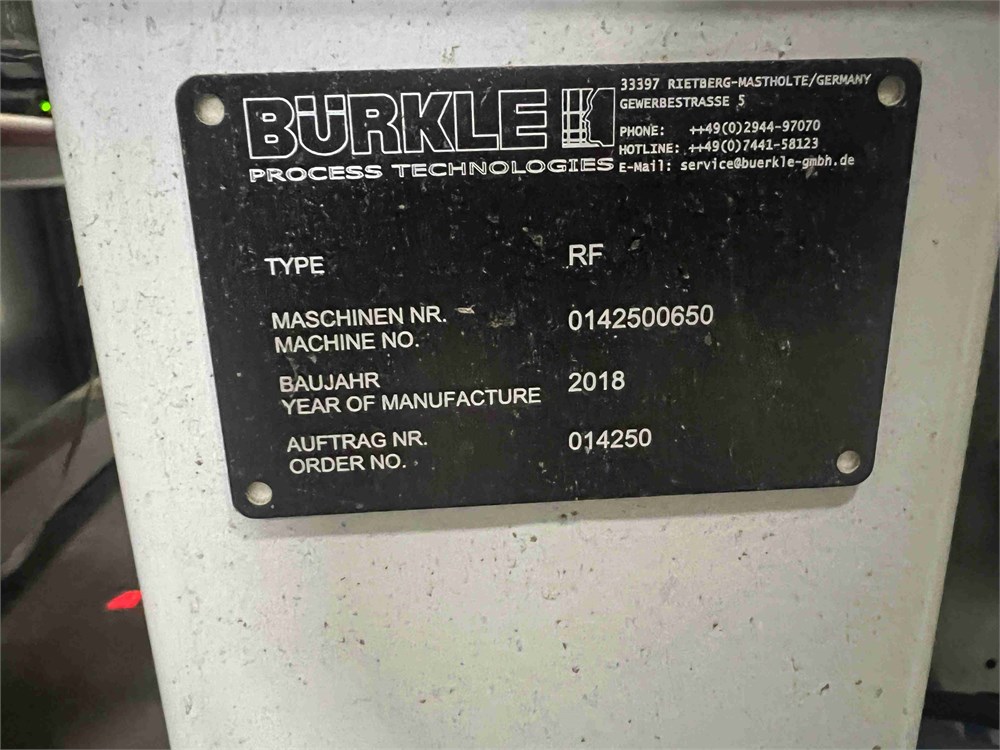 BÜRKLE
PROCESS TECHNOLOGIES
33397 RIETBERG-MASTHOLTE/GERMANY
GEWERBESTRASSE 5
PHONE: ++49(0)2944-97070
HOTLINE: ++49(0)7441-58123
E-Mail: service@buerkle-gmbh.de
TYPE RF
MASCHINEN NR. 0142500650
MACHINE NO.
BAUJAHR 2018
YEAR OF MANUFACTURE
AUFTRAG NR. 014250
ORDER NO.